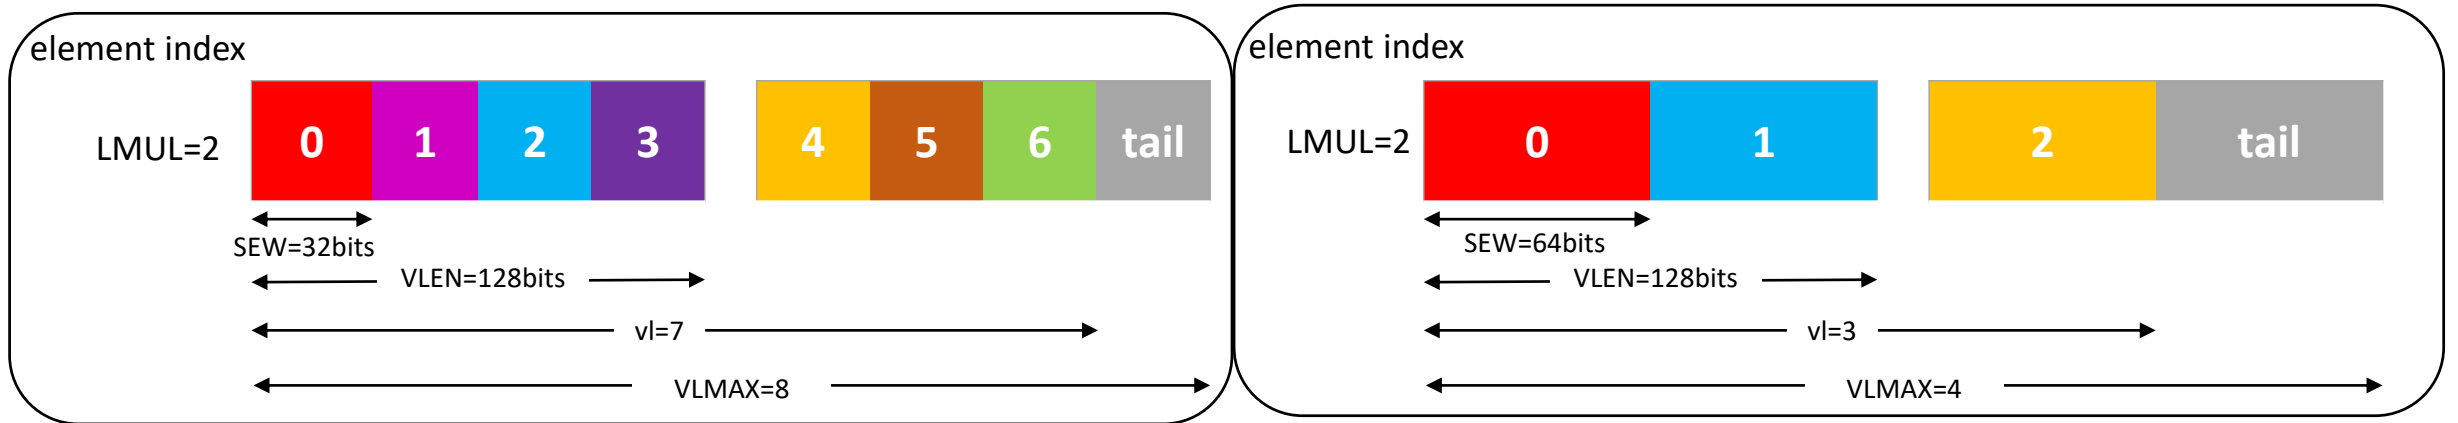 element index
LMUL=2 0 1 2 3 4 5 6 tail
SEW=32bits
VLEN=128bits
vl=7
VLMAX=8
element index
LMUL=2 0 1 2 tail
SEW=64bits
VLEN=128bits
vl=3
VLMAX=4